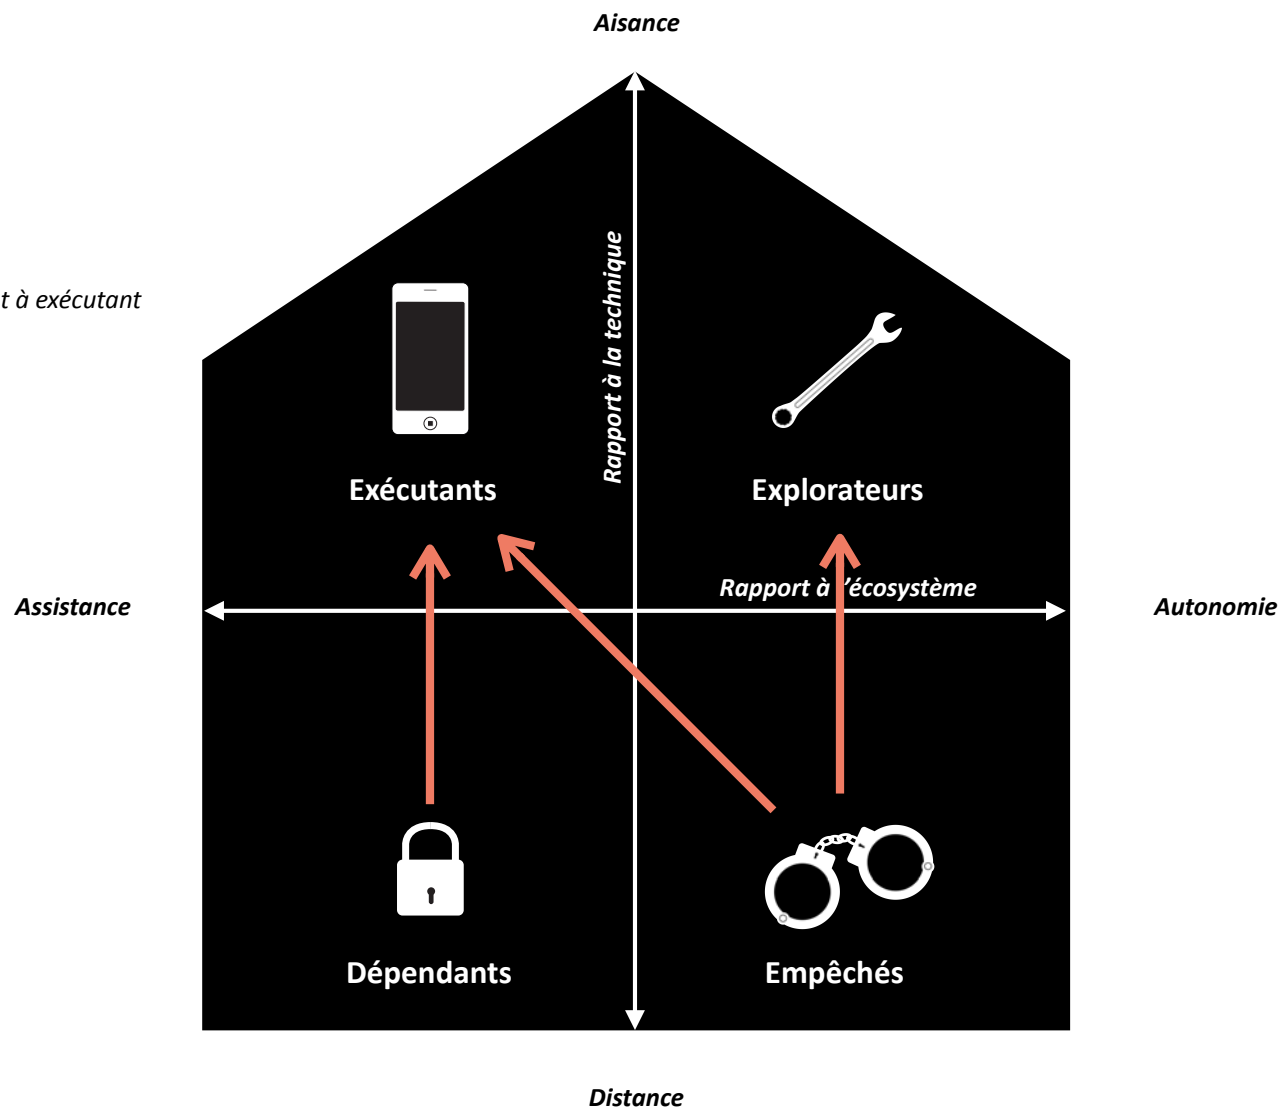 Aisance
Rapport à la technique
t à exécutant
Exécutants
Explorateurs
Rapport à l’écosystème
Assistance
Autonomie
Dépendants
Empêchés
Distance